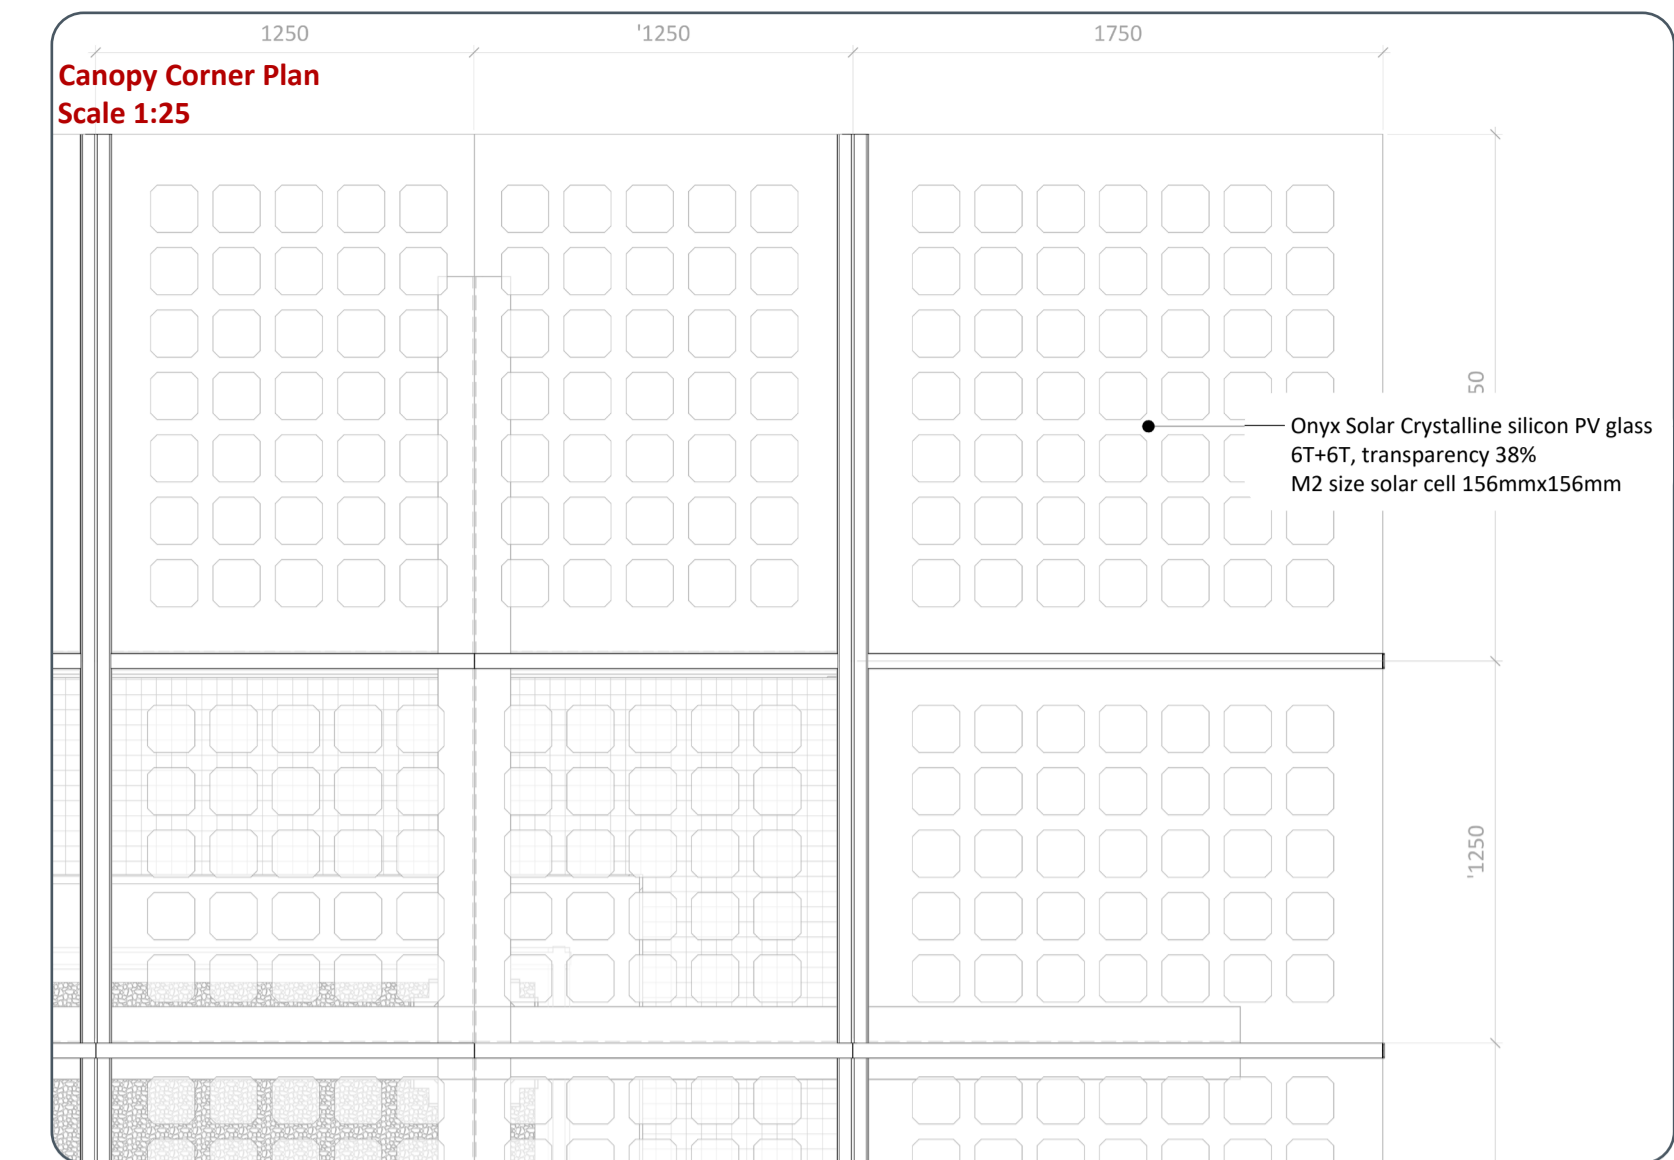 1250 '1250 1750
Canopy Corner Plan
Scale 1:25
50
Onyx Solar Crystalline silicon PV glass
6T+6T, transparency 38%
M2 size solar cell 156mmx156mm
'1250